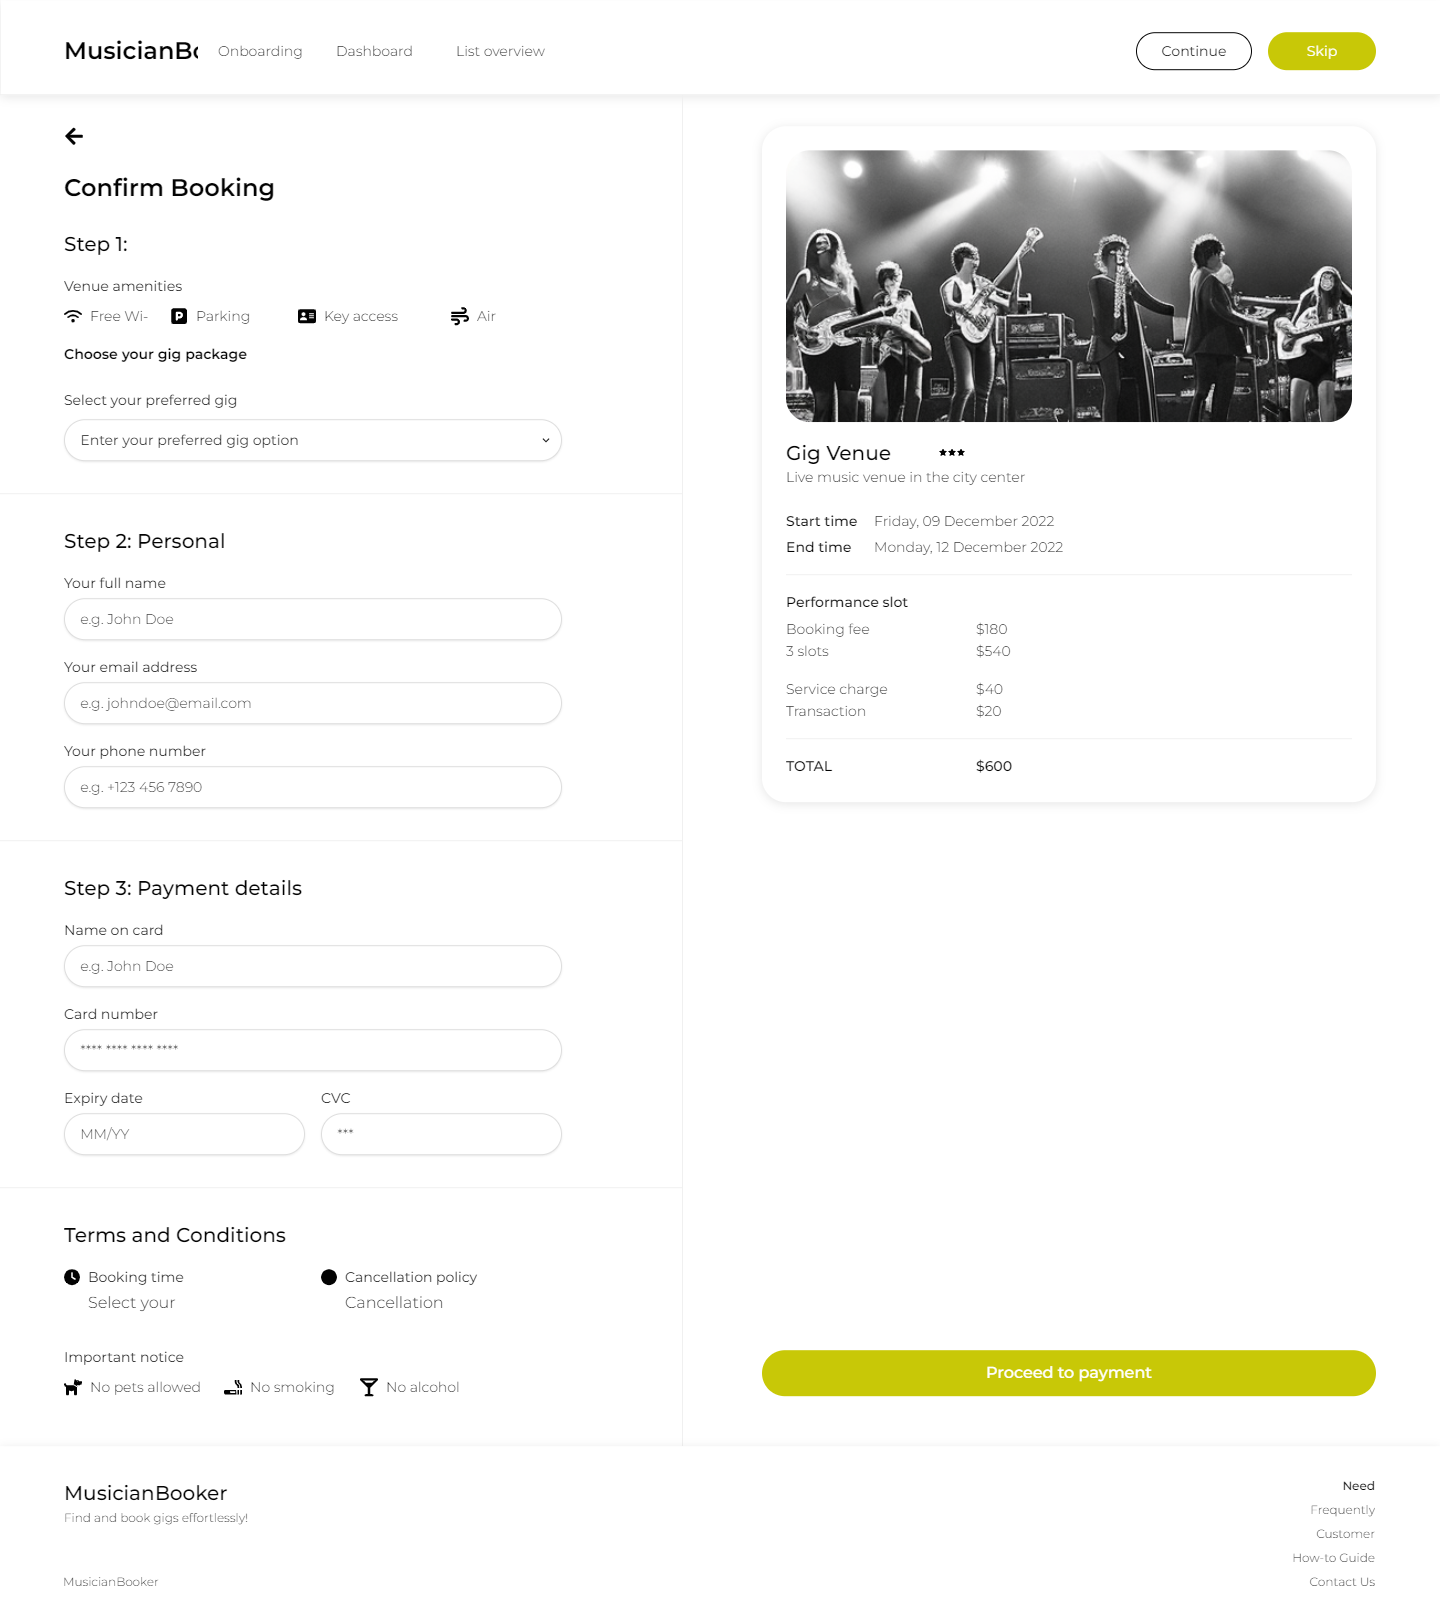 MusicianBo
Onboarding
Dashboard
List overview
Continue
Skip
Confirm Booking
Step 1:
Venue amenities
Free Wi-
Parking
Key access
Air
Choose your gig package
Select your preferred gig
Enter your preferred gig option
Step 2: Personal
Your full name
e.g. John Doe
Your email address
e.g. johndoe@email.com
Your phone number
e.g. +123 456 7890
Step 3: Payment details
Name on card
e.g. John Doe
Card number
**** **** **** ****
Expiry date
CVC
MM/YY
***
Terms and Conditions
Booking time
Select your
Cancellation policy
Cancellation
Important notice
No pets allowed
No smoking
No alcohol
Gig Venue
Live music venue in the city center
Start time Friday, 09 December 2022
End time Monday, 12 December 2022
Performance slot
Booking fee $180
3 slots $540
Service charge $40
Transaction $20
TOTAL $600
Proceed to payment
MusicianBooker
Find and book gigs effortlessly!
MusicianBooker
Need
Frequently
Customer
How-to Guide
Contact Us